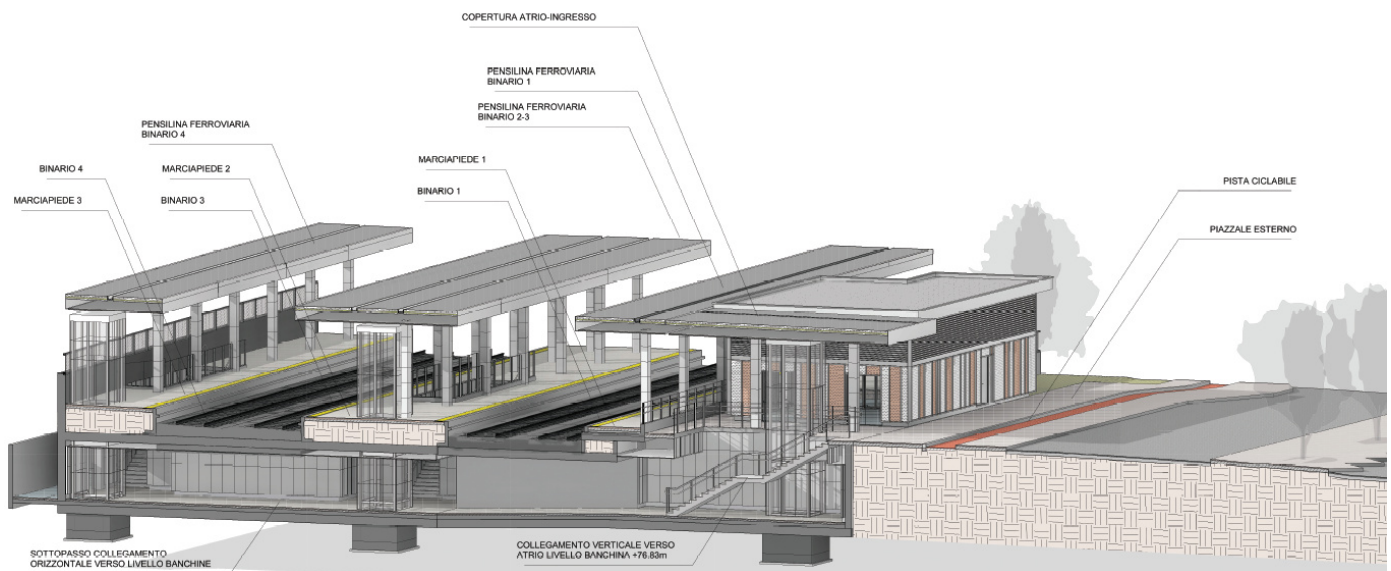 COPERTURA ATRIO-INGRESSO
PENSILINA FERROVIARIA
BINARIO 1
PENSILINA FERROVIARIA
BINARIO 2-3
PENSILINA FERROVIARIA
BINARIO 4
BINARIO 4
MARCIAPIEDE 2
MARCIAPIEDE 1
MARCIAPIEDE 3
BINARIO 3
BINARIO 1
PISTA CICLABILE
PIAZZALE ESTERNO
SOTTOPASSO COLLEGAMENTO
ORIZZONTALE VERSO LIVELLO BANCHINE
COLLEGAMENTO VERTICALE VERSO
ATRIO LIVELLO BANCHINA +76.83m